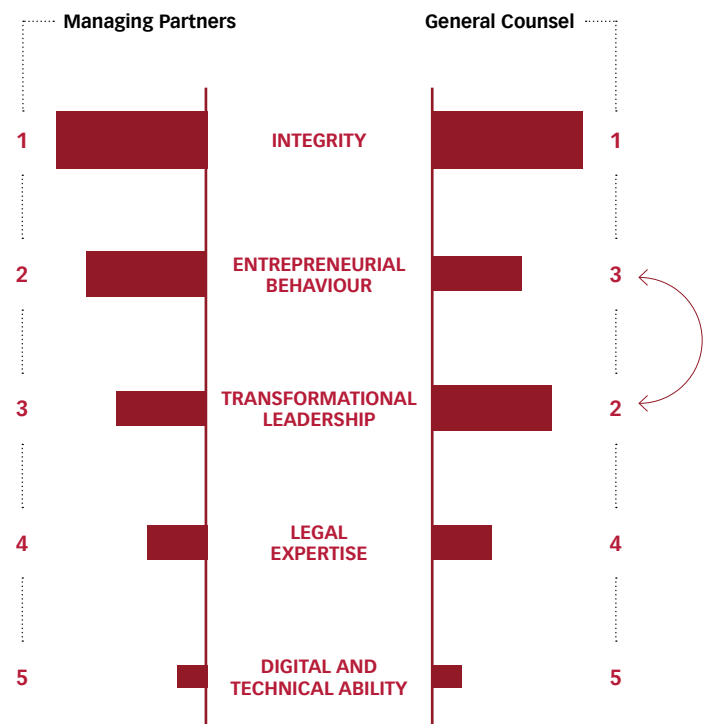 Managing Partners
General Counsel
1
INTEGRITY
1
2
ENTREPRENEURIAL
BEHAVIOUR
3
3
TRANSFORMATIONAL
LEADERSHIP
2
4
LEGAL
EXPERTISE
4
5
DIGITAL AND
TECHNICAL ABILITY
5